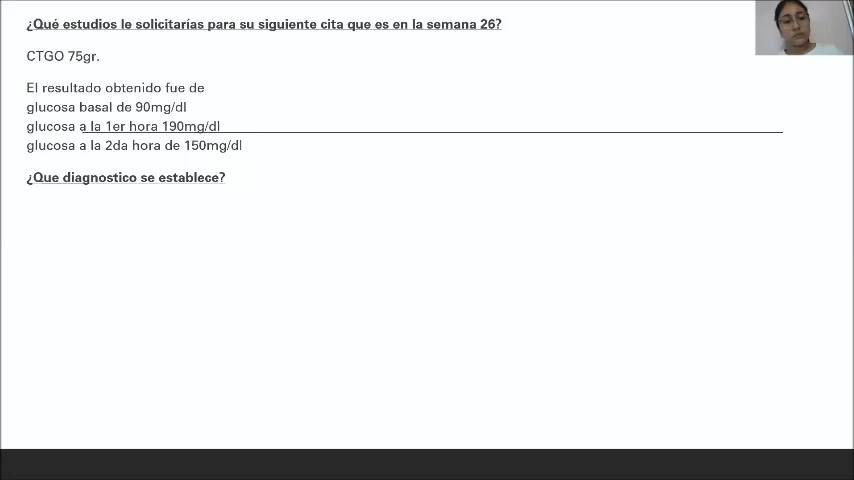 ¿Qué estudios le solicitarías para su siguiente cita que es en la semana 26?
CTGO 75gr.
El resultado obtenido fue de
glucosa basal de 90mg/dl
glucosa a la 1er hora 190mg/dl
glucosa a la 2da hora de 150mg/dl
¿Que diagnostico se establece?